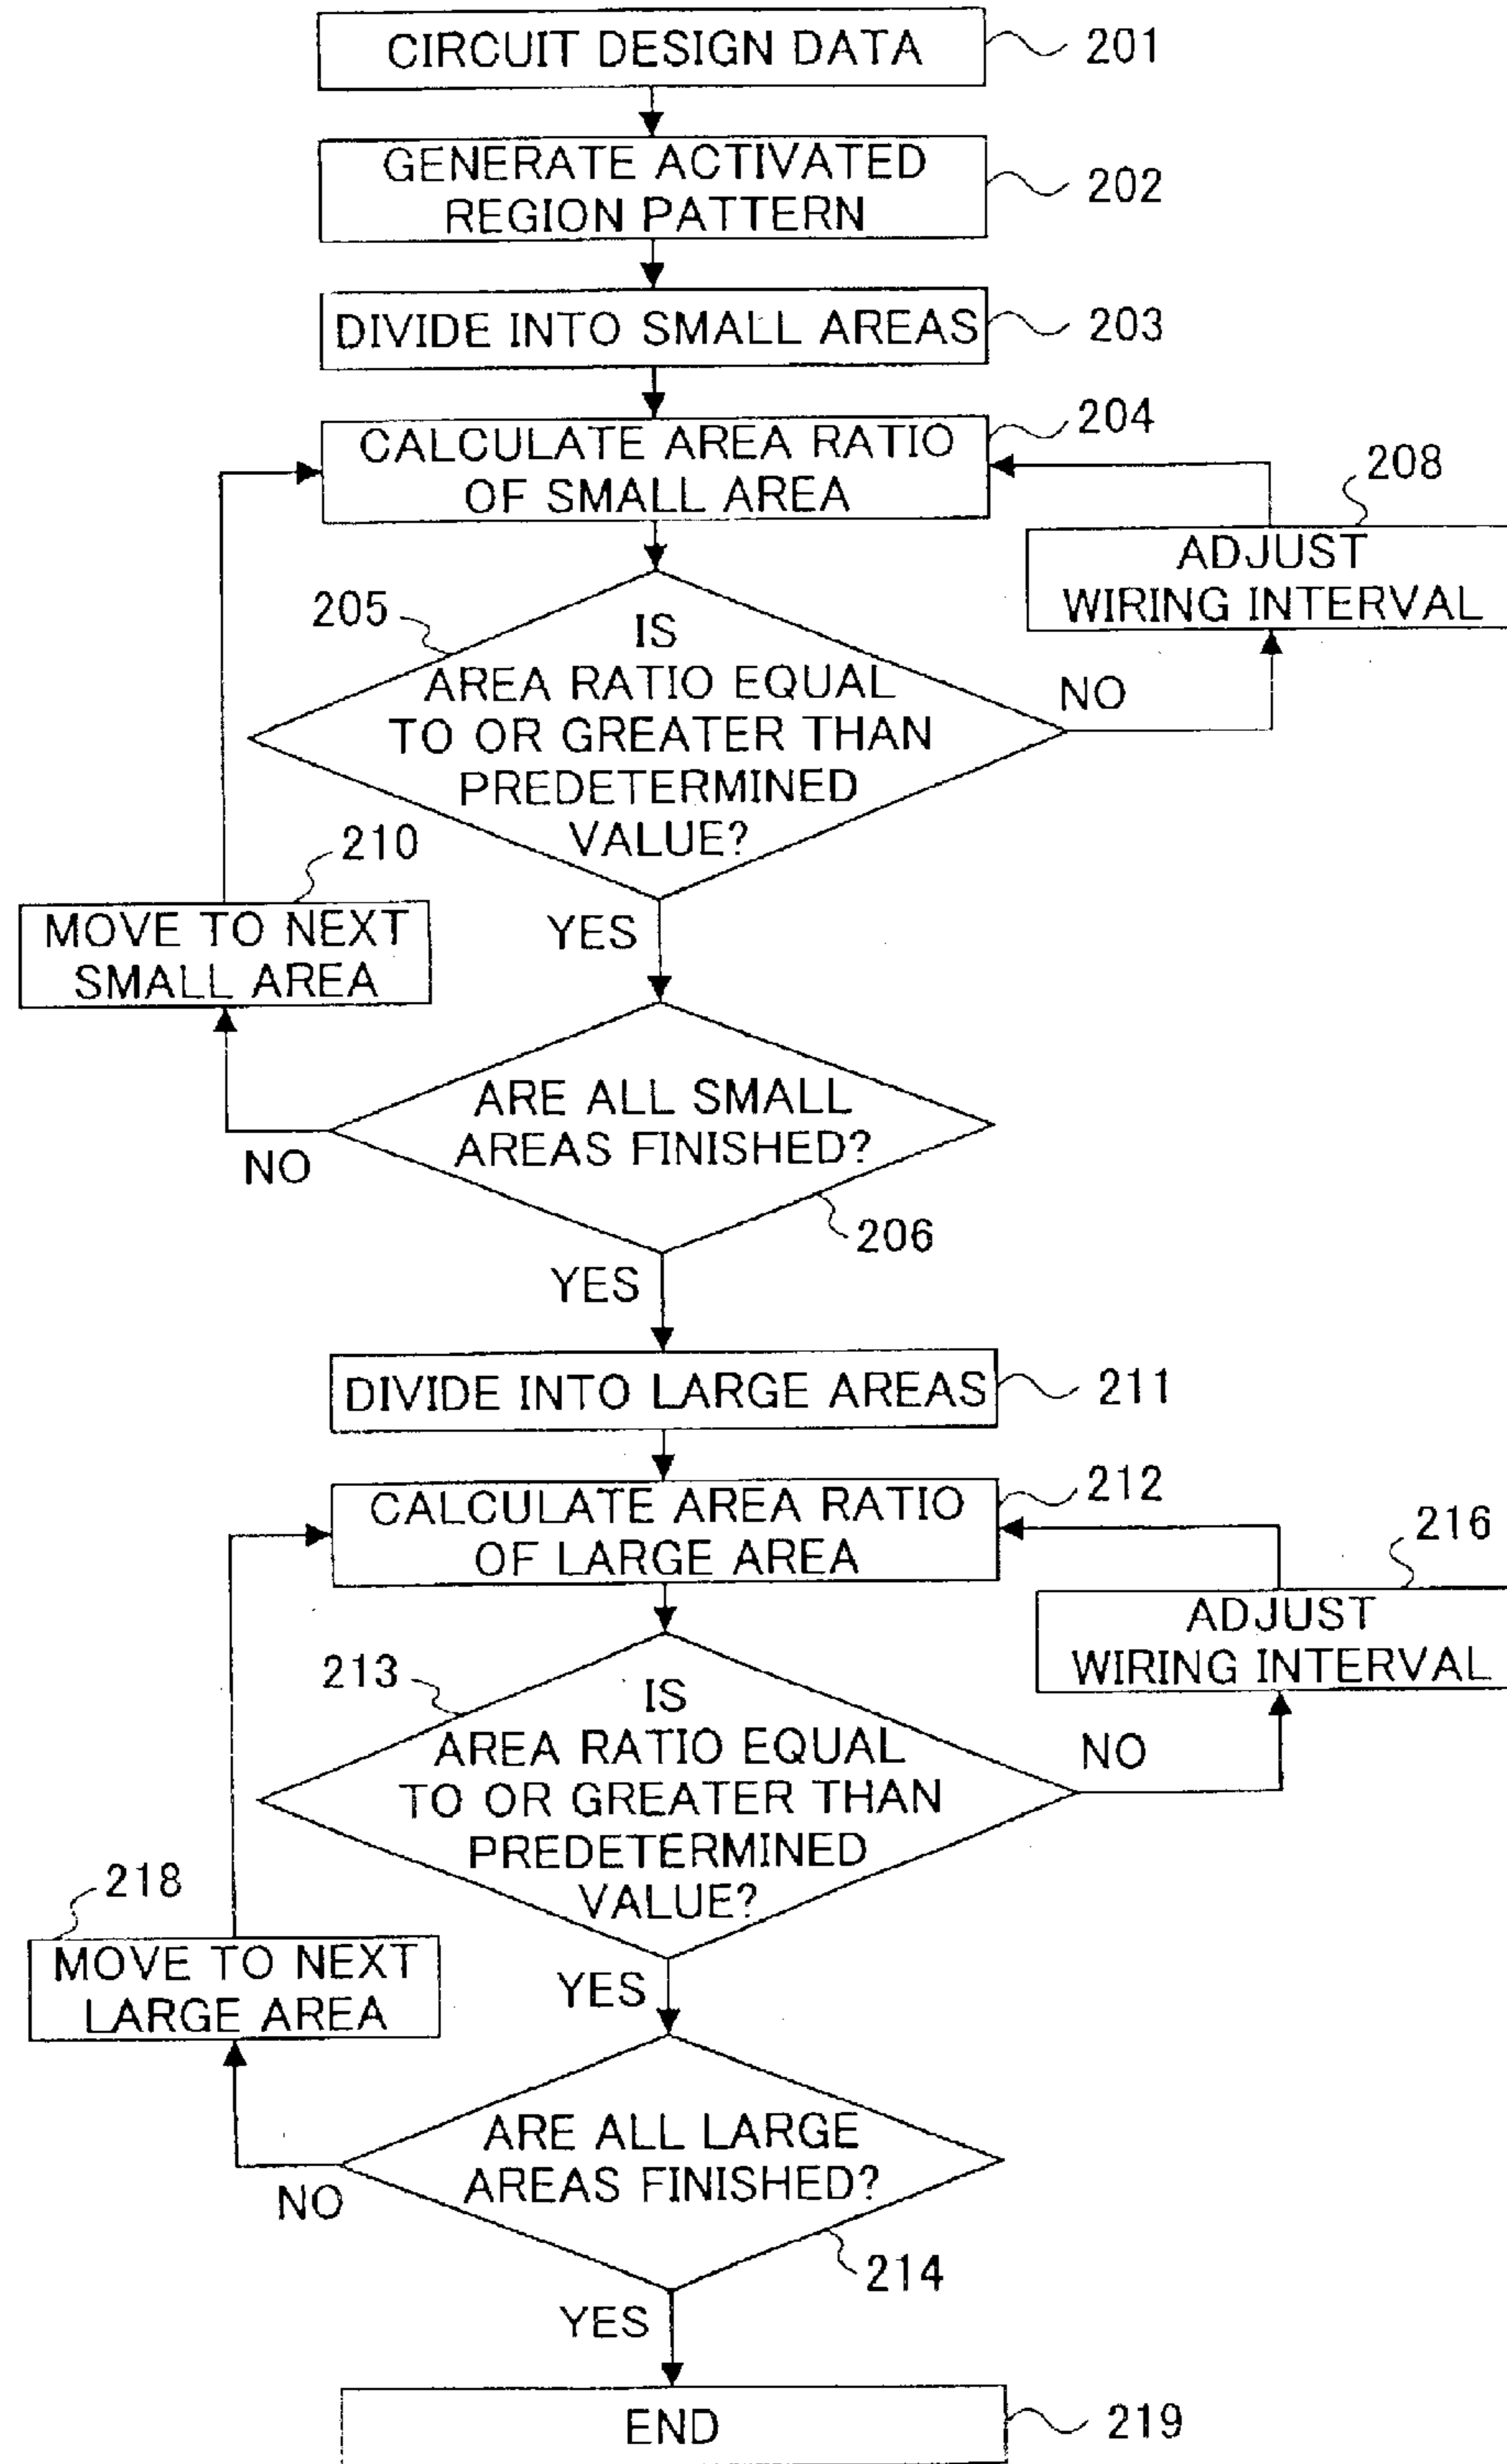 CIRCUIT DESIGN DATA
201
GENERATE ACTIVATED
REGION PATTERN
202
DIVIDE INTO SMALL AREAS
203
CALCULATE AREA RATIO
OF SMALL AREA
204
208
ADJUST
WIRING INTERVAL
205
IS
AREA RATIO EQUAL
TO OR GREATER THAN
PREDETERMINED
VALUE?
NO
210
MOVE TO NEXT
SMALL AREA
YES
ARE ALL SMALL
AREAS FINISHED?
NO
206
YES
DIVIDE INTO LARGE AREAS
211
CALCULATE AREA RATIO
OF LARGE AREA
212
216
ADJUST
WIRING INTERVAL
213
IS
AREA RATIO EQUAL
TO OR GREATER THAN
PREDETERMINED
VALUE?
NO
218
MOVE TO NEXT
LARGE AREA
YES
ARE ALL LARGE
AREAS FINISHED?
NO
214
YES
END
219